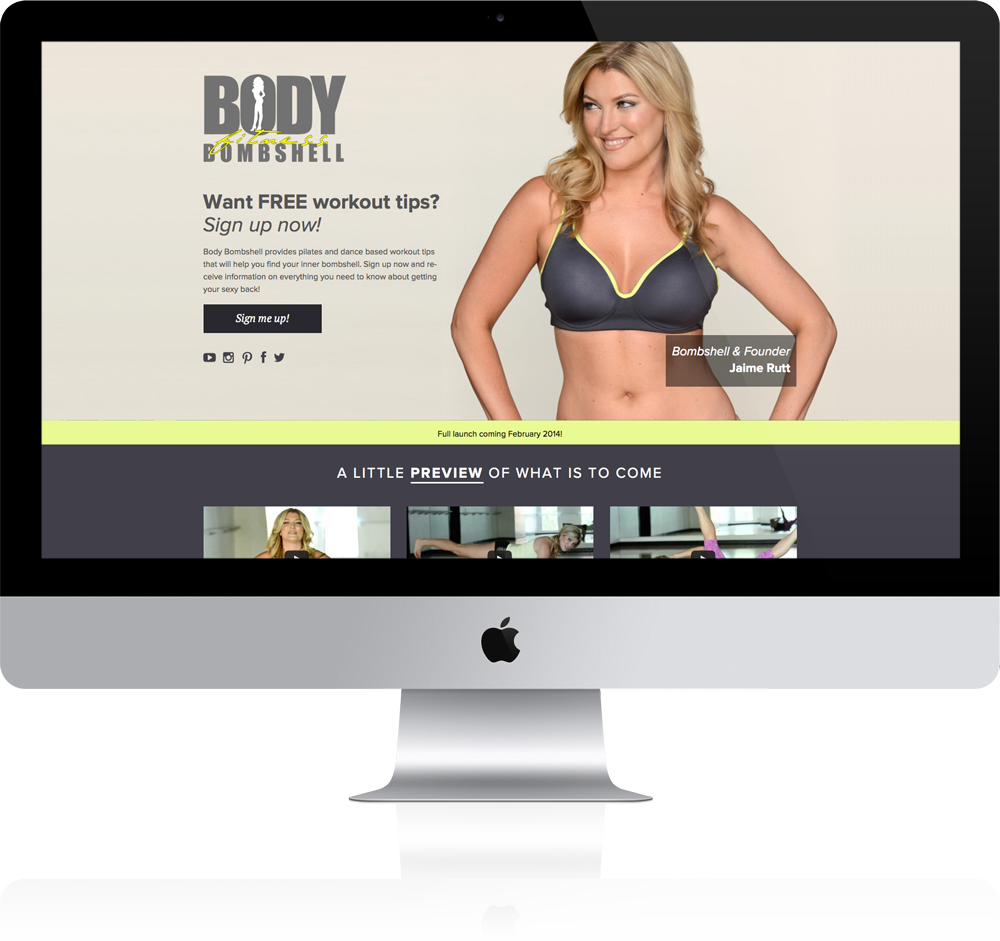 BODY
fitness
BOMBSHELL
Want FREE workout tips?
Sign up now!
Body Bombshell provides pilates and dance based workout tips
that will help you find your inner bombshell. Sign up now and re-
ceive information on everything you need to know about getting
your sexy back!
Sign me up!
Bombshell & Founder
Jaime Rutt
Full launch coming February 2014!
A LITTLE PREVIEW OF WHAT IS TO COME